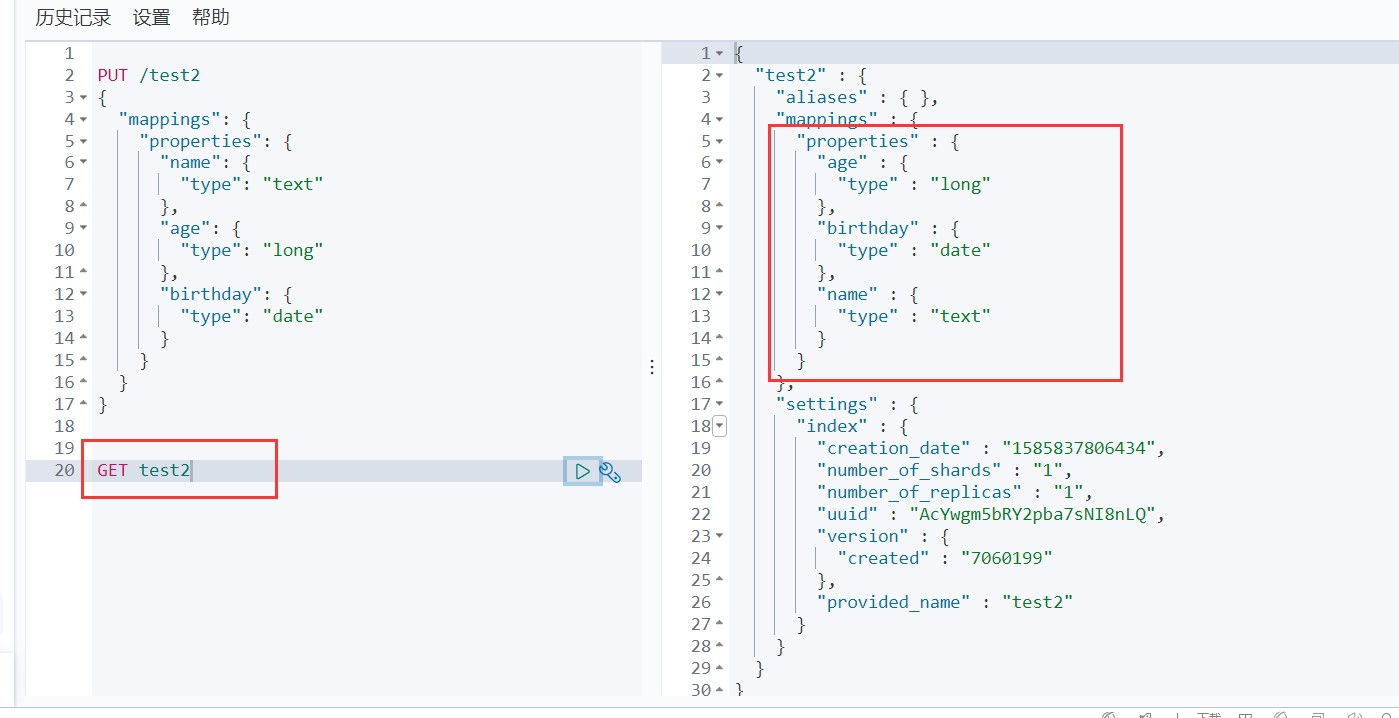 历史记录 设置 帮助
1
2 PUT /test2
3 {
4 "mappings": {
5 "properties": {
6 "name": {
7 "type": "text"
8 },
9 "age": {
10 "type": "long"
11 },
12 "birthday": {
13 "type": "date"
14 }
15 }
16 }
17 }
18
19
20 GET test2
1 {
2 "test2" : {
3 "aliases" : { },
4 "mappings" : {
5 "properties" : {
6 "age" : {
7 "type" : "long"
8 },
9 "birthday" : {
10 "type" : "date"
11 },
12 "name" : {
13 "type" : "text"
14 }
15 }
16 },
17 "settings" : {
18 "index" : {
19 "creation_date" : "1585837806434",
20 "number_of_shards" : "1",
21 "number_of_replicas" : "1",
22 "uuid" : "AcYwgm5bRY2pba7sNI8nLQ",
23 "version" : {
24 "created" : "7060199"
25 },
26 "provided_name" : "test2"
27 }
28 }
29 }
30 }